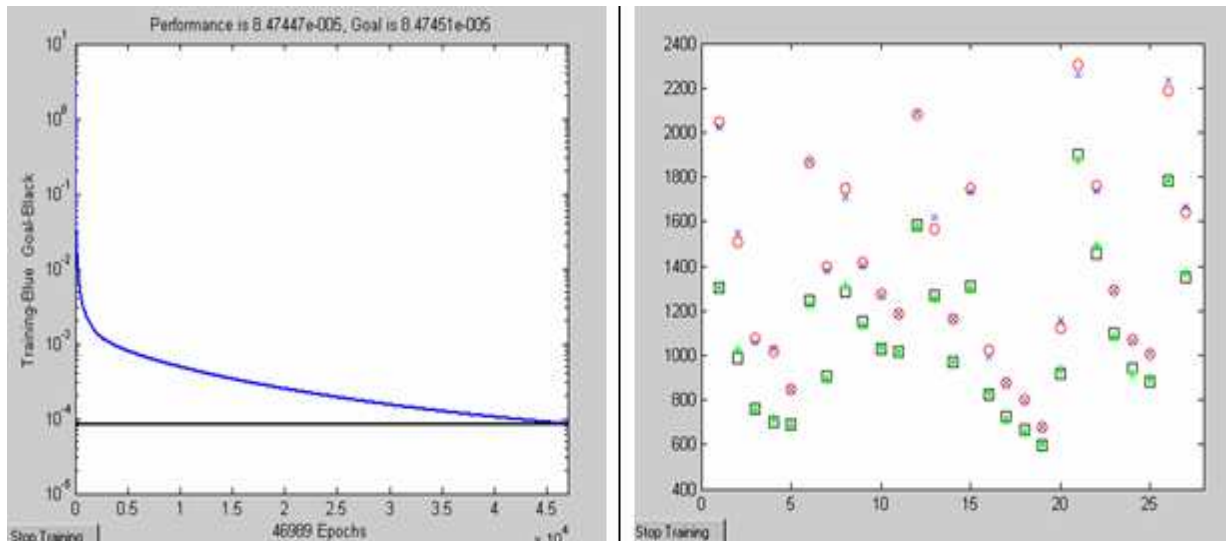 Performance is 8.47447e-005, Goal is 8.47451e-005
10^1
10^0
10^-1
10^-2
10^-3
10^-4
10^-5
Training-Blue Goal-Black
0 0.5 1 1.5 2 2.5 3 3.5 4 4.5
46989 Epochs
× 10^4
Stop Training
2400
2200
2000
1800
1600
1400
1200
1000
800
600
400
0 5 10 15 20 25
Stop Training